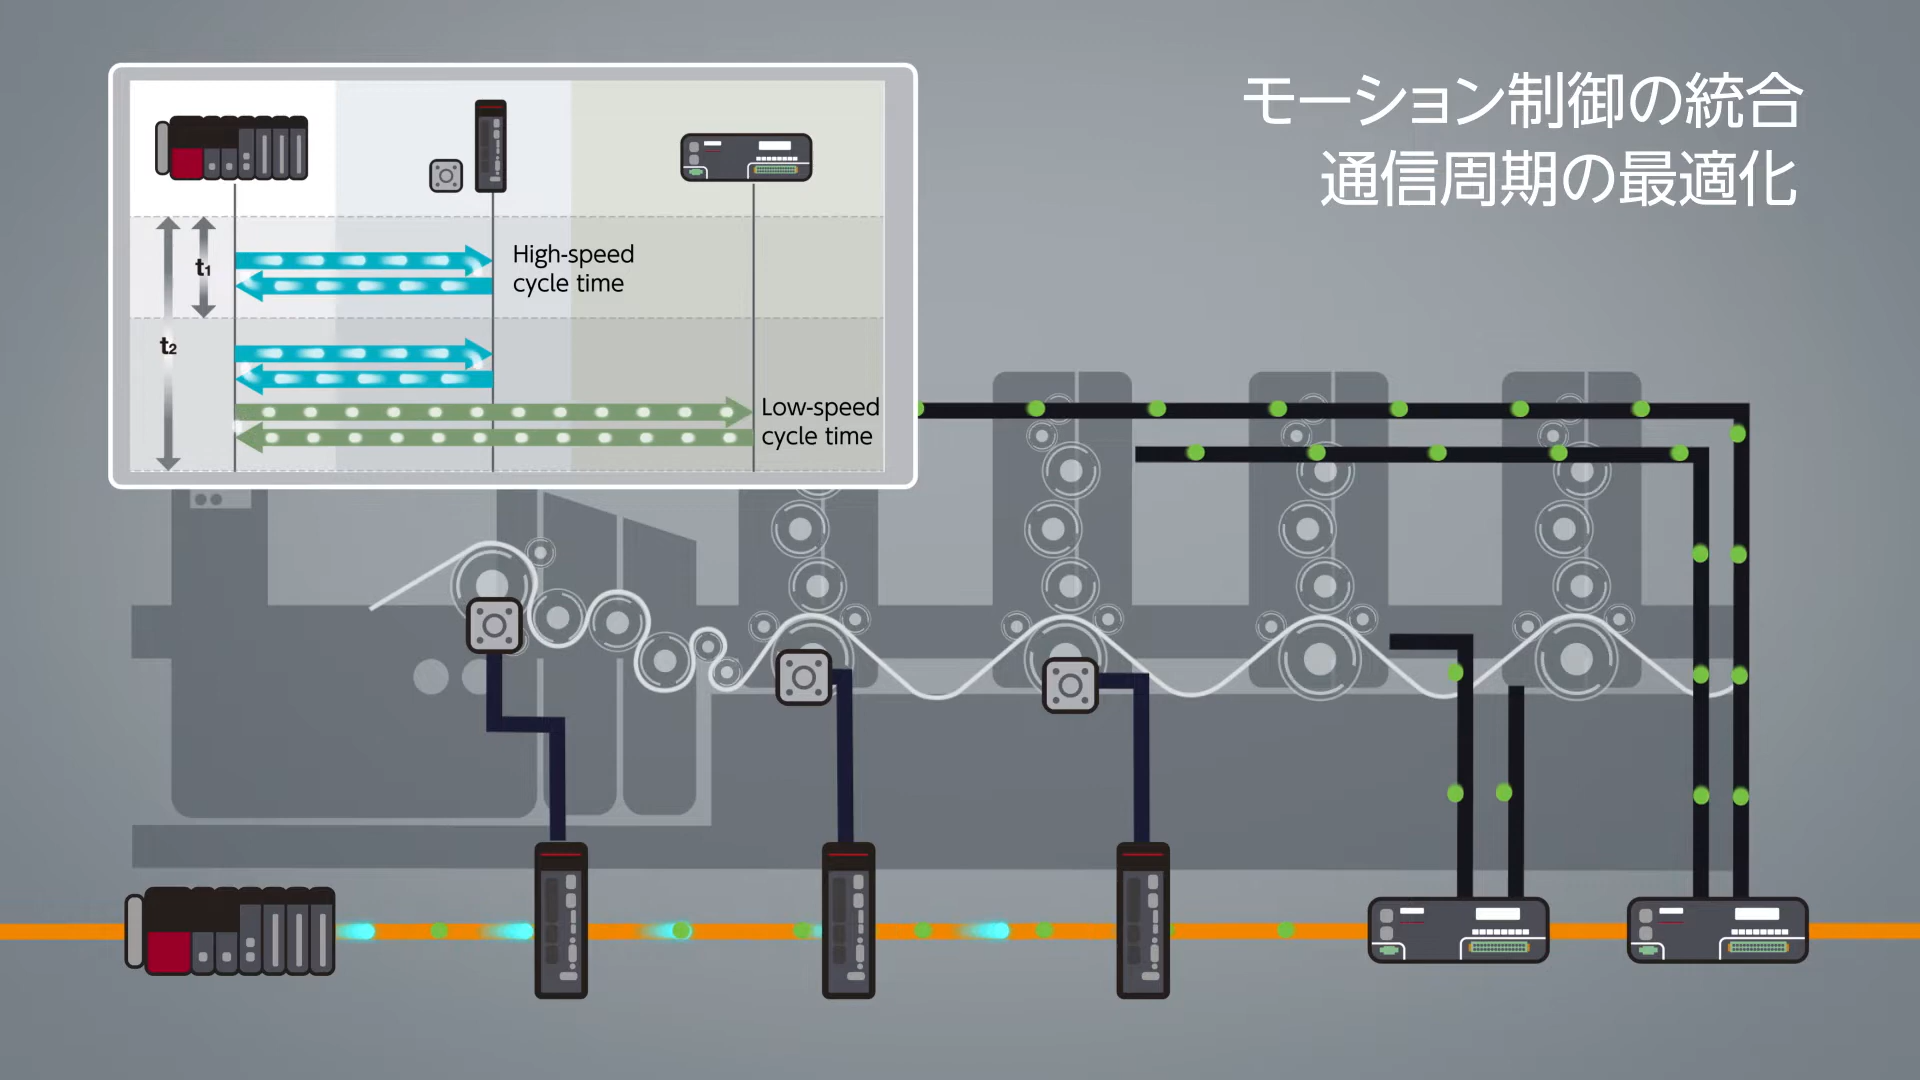 モーション制御の統合
通信周期の最適化
t1
High-speed
cycle time
t2
Low-speed
cycle time